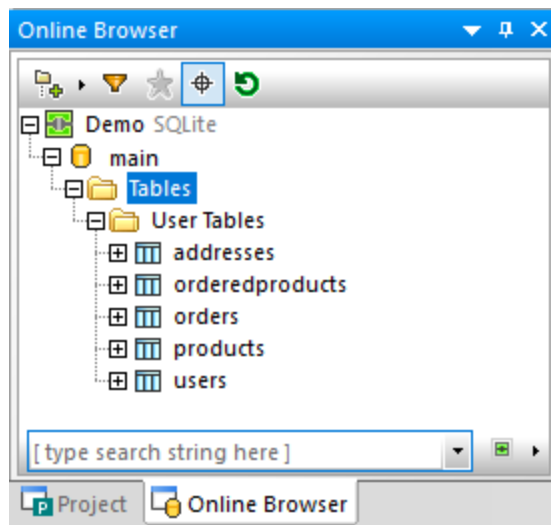 Online Browser
Demo SQLite
main
Tables
User Tables
addresses
orderedproducts
orders
products
users
[ type search string here ]
Project Online Browser